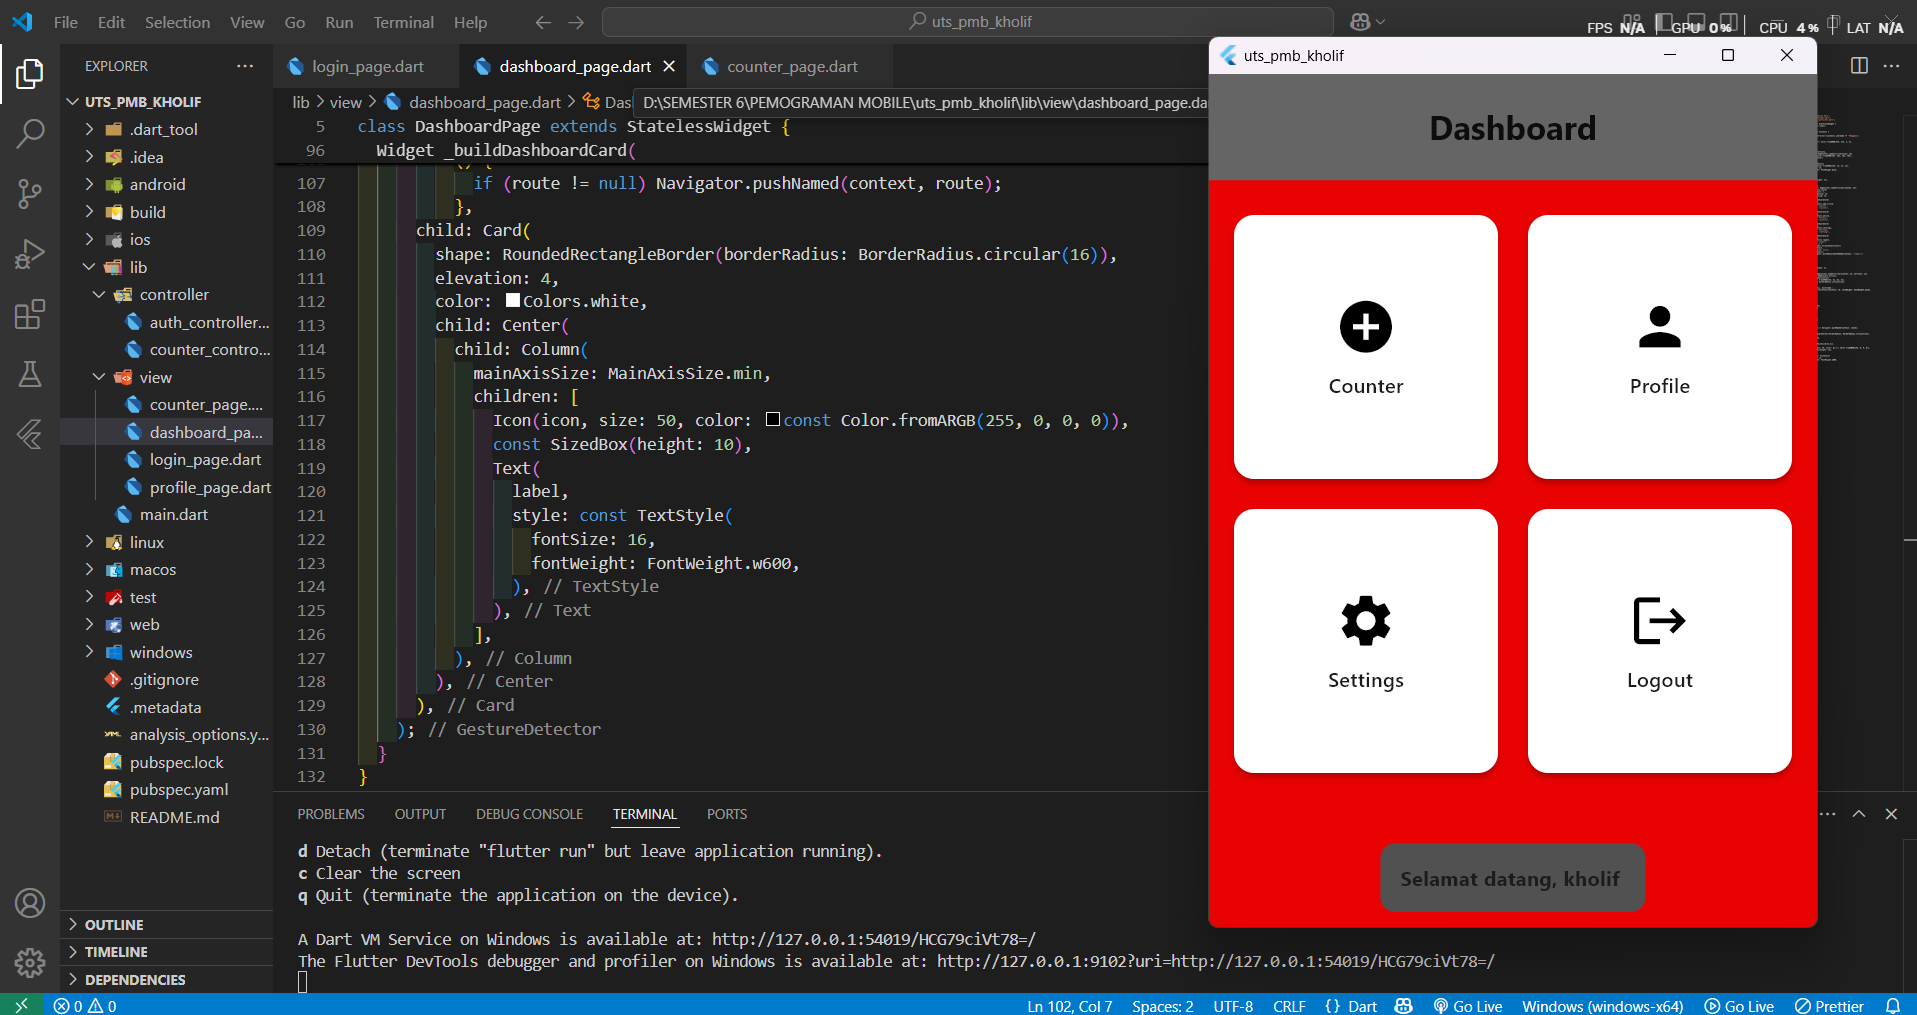 File Edit Selection View Go Run Terminal Help
uts_pmb_kholif
FPS N/A GPU 0% CPU 4% LAT N/A
EXPLORER
UTS_PMB_KHOLIF
.dart_tool
.idea
android
build
ios
lib
controller
auth_controller...
counter_contro...
view
counter_page....
dashboard_pa...
login_page.dart
profile_page.dart
main.dart
linux
macos
test
web
windows
.gitignore
.metadata
analysis_options.y...
pubspec.lock
pubspec.yaml
README.md
OUTLINE
TIMELINE
DEPENDENCIES
login_page.dart dashboard_page.dart counter_page.dart
lib > view > dashboard_page.dart > Das
D:\SEMESTER 6\PEMOGRAMAN MOBILE\uts_pmb_kholif\lib\view\dashboard_page.da
5 class DashboardPage extends StatelessWidget {
96 Widget _buildDashboardCard(
() {
107 if (route != null) Navigator.pushNamed(context, route);
108 },
109 child: Card(
110 shape: RoundedRectangleBorder(borderRadius: BorderRadius.circular(16)),
111 elevation: 4,
112 color: Colors.white,
113 child: Center(
114 child: Column(
115 mainAxisSize: MainAxisSize.min,
116 children: [
117 Icon(icon, size: 50, color: const Color.fromARGB(255, 0, 0, 0)),
118 const SizedBox(height: 10),
119 Text(
120 label,
121 style: const TextStyle(
122 fontSize: 16,
123 fontWeight: FontWeight.w600,
124 ), // TextStyle
125 ), // Text
126 ],
127 ), // Column
128 ), // Center
129 ), // Card
130 ); // GestureDetector
131 }
132 }
PROBLEMS OUTPUT DEBUG CONSOLE TERMINAL PORTS
d Detach (terminate "flutter run" but leave application running).
c Clear the screen
q Quit (terminate the application on the device).
A Dart VM Service on Windows is available at: http://127.0.0.1:54019/HCG79ciVt78=/
The Flutter DevTools debugger and profiler on Windows is available at: http://127.0.0.1:9102?uri=http://127.0.0.1:54019/HCG79ciVt78=/
uts_pmb_kholif
Dashboard
Counter
Profile
Settings
Logout
Selamat datang, kholif
0 0 Ln 102, Col 7 Spaces: 2 UTF-8 CRLF {} Dart Go Live Windows (windows-x64) Go Live Prettier